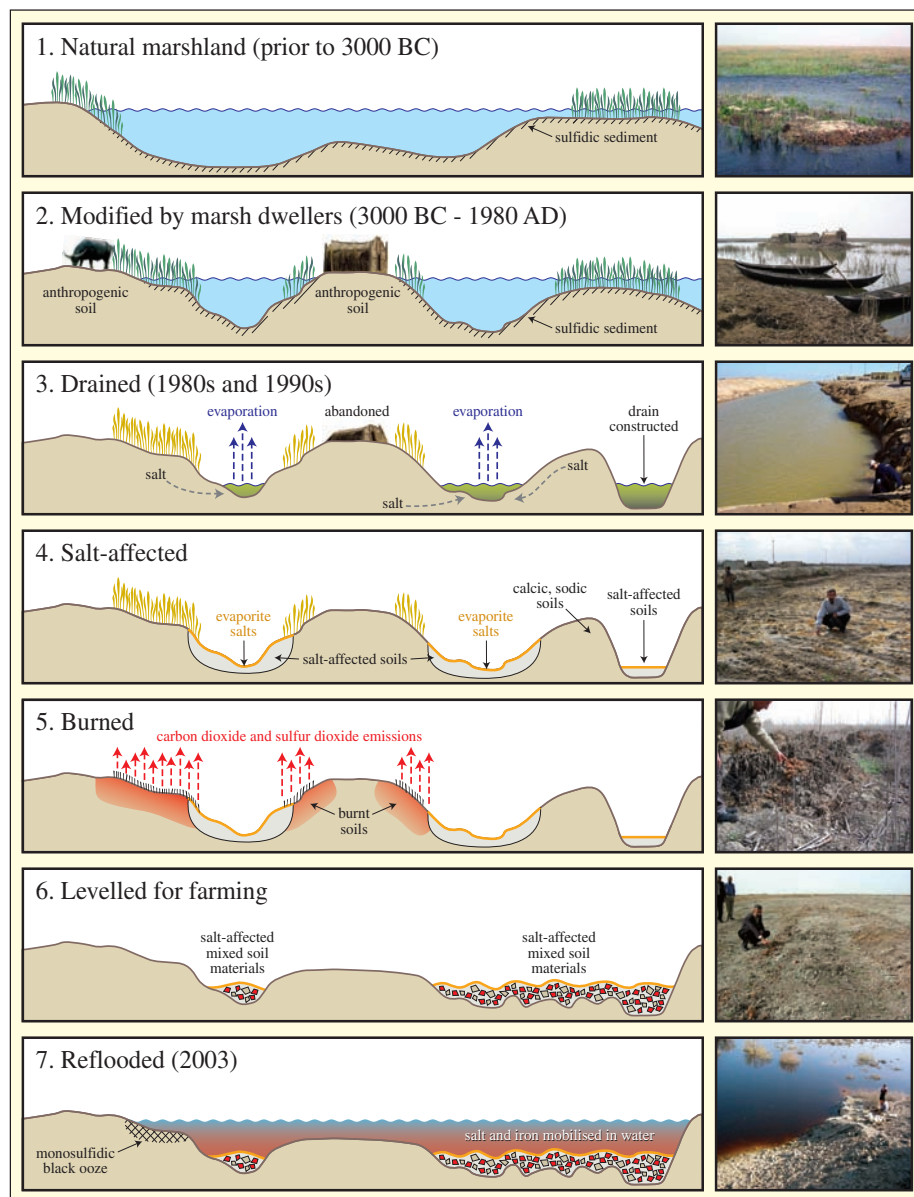 1. Natural marshland (prior to 3000 BC)
sulfidic sediment
2. Modified by marsh dwellers (3000 BC - 1980 AD)
anthropogenic
soil
anthropogenic
soil
sulfidic sediment
3. Drained (1980s and 1990s)
evaporation
abandoned
evaporation
drain
constructed
salt
salt
salt
4. Salt-affected
evaporite
salts
salt-affected soils
evaporite
salts
calcic, sodic
soils
salt-affected
soils
5. Burned
carbon dioxide and sulfur dioxide emissions
burnt
soils
6. Levelled for farming
salt-affected
mixed soil
materials
salt-affected
mixed soil
materials
7. Reflooded (2003)
salt and iron mobilised in water
monosulfidic
black ooze